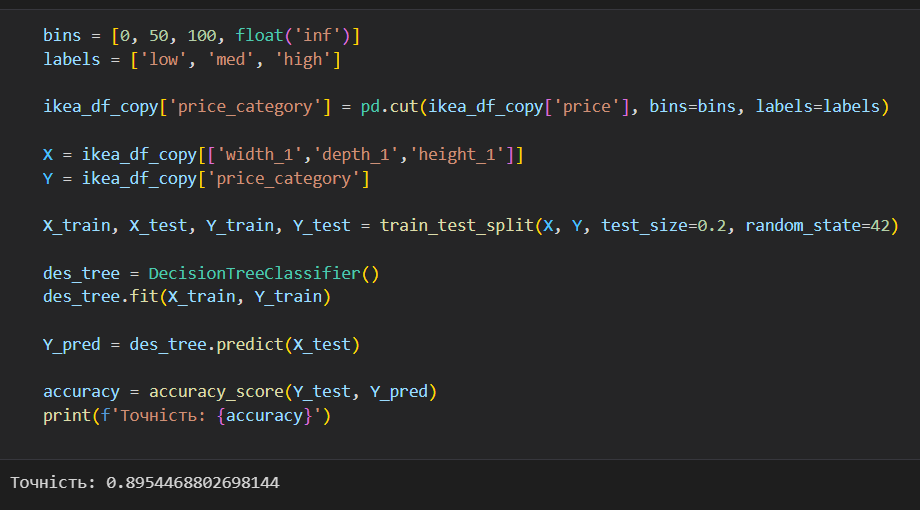 bins = [0, 50, 100, float('inf')]
labels = ['low', 'med', 'high']
ikea_df_copy['price_category'] = pd.cut(ikea_df_copy['price'], bins=bins, labels=labels)
X = ikea_df_copy[['width_1','depth_1','height_1']]
Y = ikea_df_copy['price_category']
X_train, X_test, Y_train, Y_test = train_test_split(X, Y, test_size=0.2, random_state=42)
des_tree = DecisionTreeClassifier()
des_tree.fit(X_train, Y_train)
Y_pred = des_tree.predict(X_test)
accuracy = accuracy_score(Y_test, Y_pred)
print(f'Точність: {accuracy}')
Точність: 0.8954468802698144